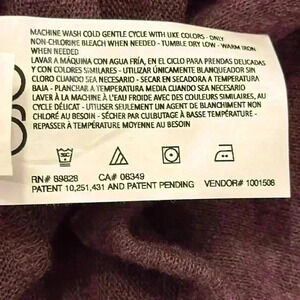 MACHINE WASH COLD GENTLE CYCLE WITH LIKE COLORS - ONLY
NON-CHLORINE BLEACH WHEN NEEDED - TUMBLE DRY LOW - WARM IRON
WHEN NEEDED
LAVAR A MÁQUINA CON AGUA FRÍA, EN EL CICLO PARA PRENDAS DELICADAS
Y CON COLORES SIMILARES - UTILIZAR ÚNICAMENTE BLANQUEADOR SIN
CLORO CUANDO SEA NECESARIO - SECAR EN SECADORA A TEMPERATURA
BAJA - PLANCHAR A TEMPERATURA MEDIA CUANDO SEA NECESARIO
LAVER À LA MACHINE À L'EAU FROIDE AVEC DES COULEURS SIMILAIRES, AU
CYCLE DÉLICAT - UTILISER SEULEMENT UN AGENT DE BLANCHIMENT NON
CHLORÉ AU BESOIN - SÉCHER PAR CULBUTAGE À BASSE TEMPÉRATURE -
REPASSER À TEMPÉRATURE MOYENNE AU BESOIN
RN# 89828 CA# 06349
PATENT 10,251,431 AND PATENT PENDING VENDOR# 1001508